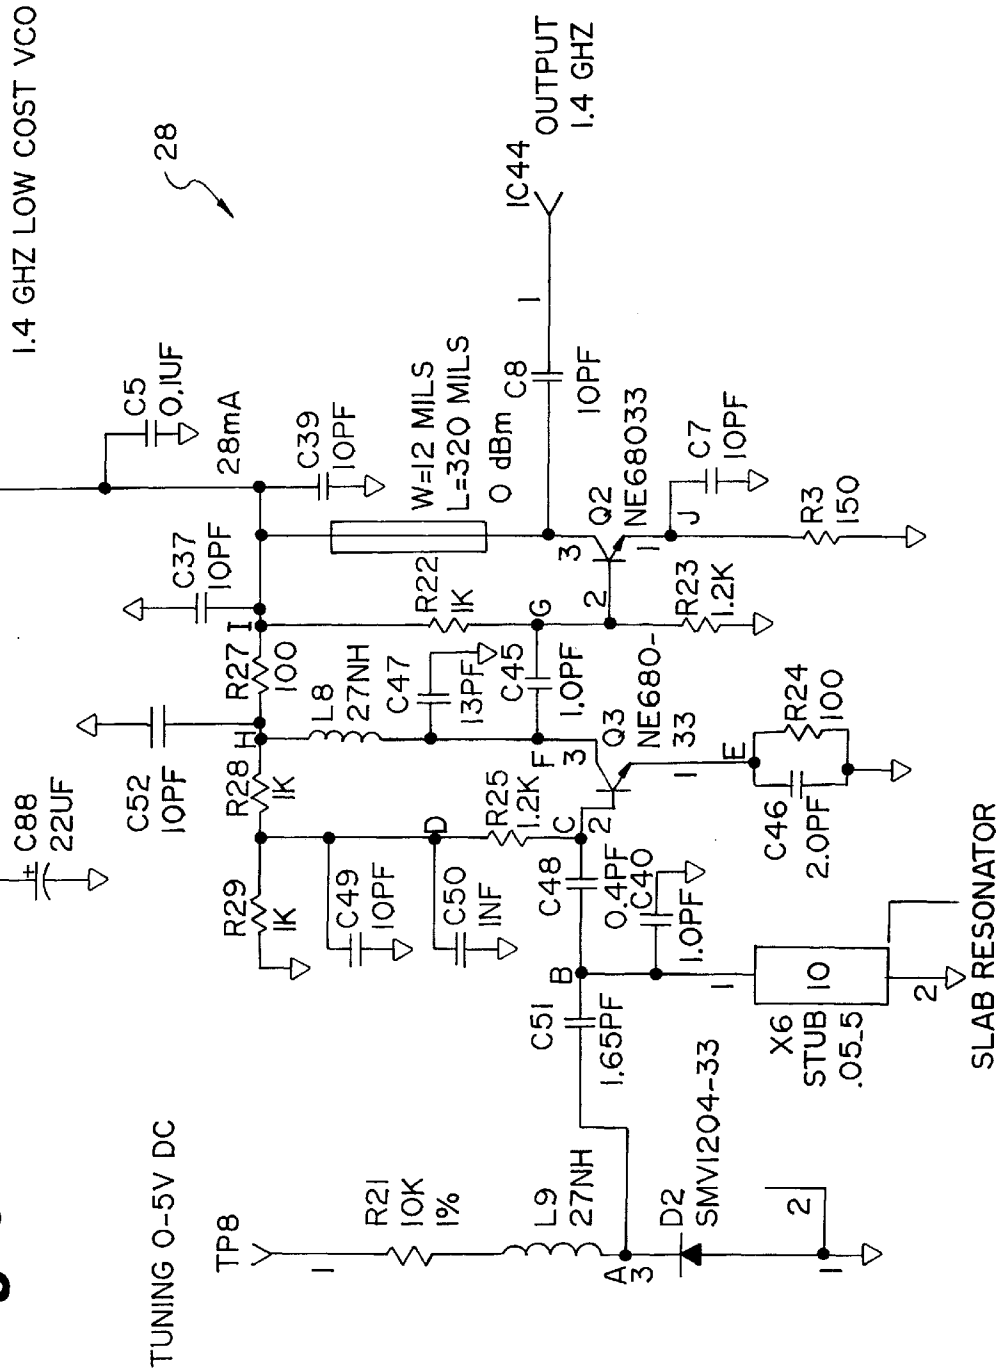 1.4 GHZ LOW COST VCO
28
C5
0.1UF
28mA
C39
10PF
C37
10PF
W=12 MILS
L=320 MILS
0 dBm
C8
10PF
1
1C44
OUTPUT
1.4 GHZ
3
Q2
NE68033
1
J
C7
10PF
R3
150
I
R22
1K
G
2
R23
1.2K
R27
100
L8
27NH
C47
13PF
C45
1.0PF
F
3
Q3
NE680-
33
1
E
R24
100
C46
2.0PF
C52
10PF
H
R28
1K
R25
1.2K
D
C
2
C88
+
22UF
R29
1K
C49
10PF
C50
1NF
C48
0.4PF
C40
1.0PF
B
1
10
X6
STUB
.05_5
2
SLAB RESONATOR
C51
1.65PF
TUNING 0-5V DC
TP8
1
R21
10K
1%
L9
27NH
A
3
D2
SMV1204-33
2
1